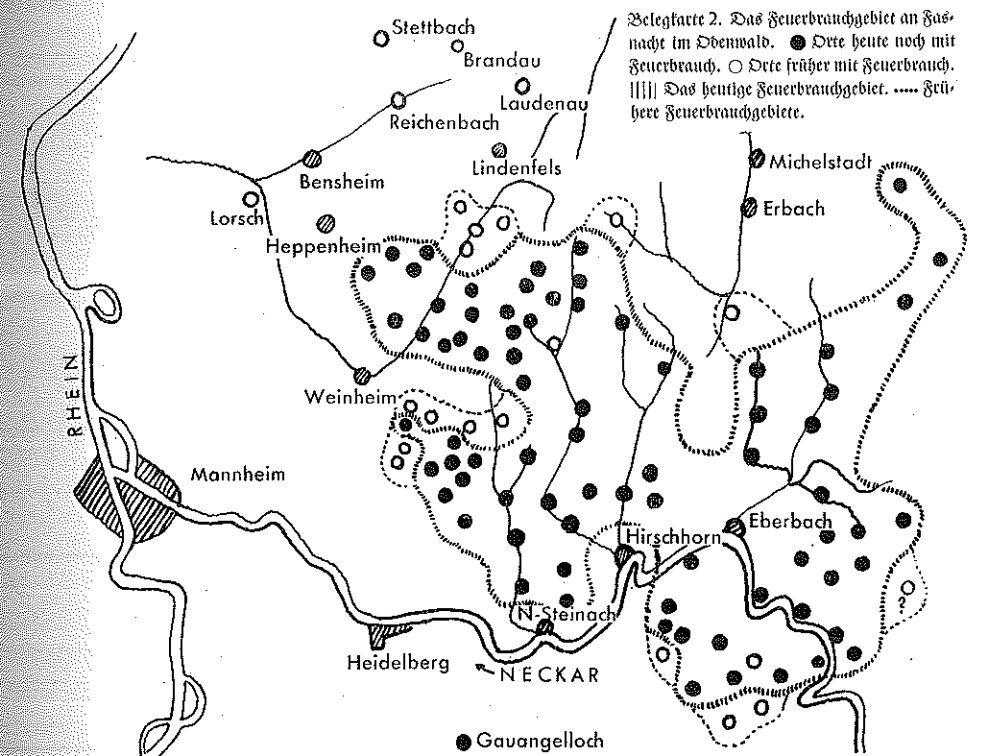 Belegkarte 2. Das Feuerbrauchgebiet an Fas-
nacht im Odenwald. ● Orte heute noch mit
Feuerbrauch. ○ Orte früher mit Feuerbrauch.
||||| Das heutige Feuerbrauchgebiet. ..... Frü-
here Feuerbrauchgebiete.
Stettbach
Brandau
Laudenau
Reichenbach
Lindenfels
Michelstadt
Bensheim
Lorsch
Erbach
Heppenheim
RHEIN
Weinheim
Mannheim
Hirschhorn
Eberbach
?
N-Steinach
Heidelberg
NECKAR
Gauangelloch